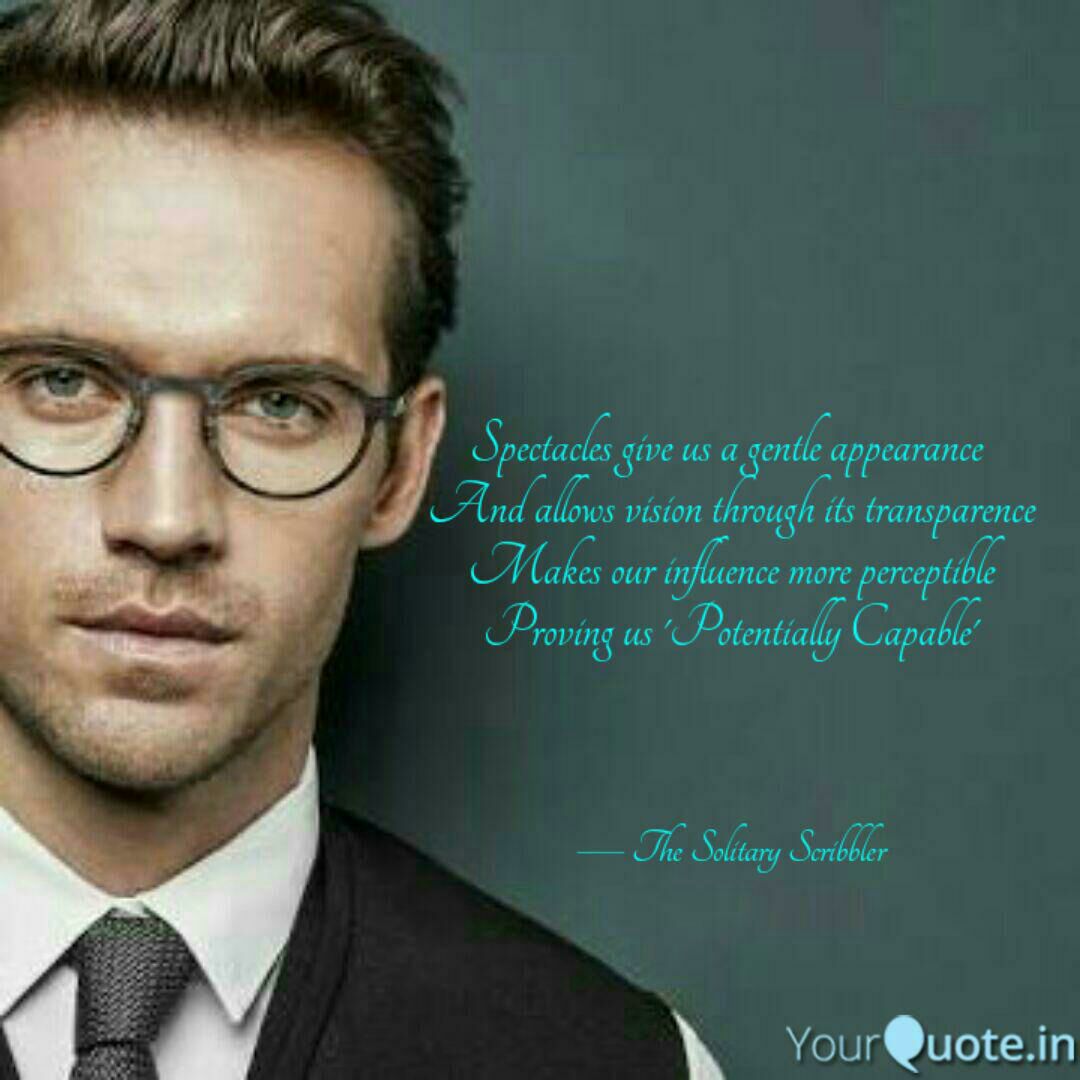 Spectacles give us a gentle appearance
And allows vision through its transparence
Makes our influence more perceptible
Proving us 'Potentially Capable'
— The Solitary Scribbler
YourQuote.in